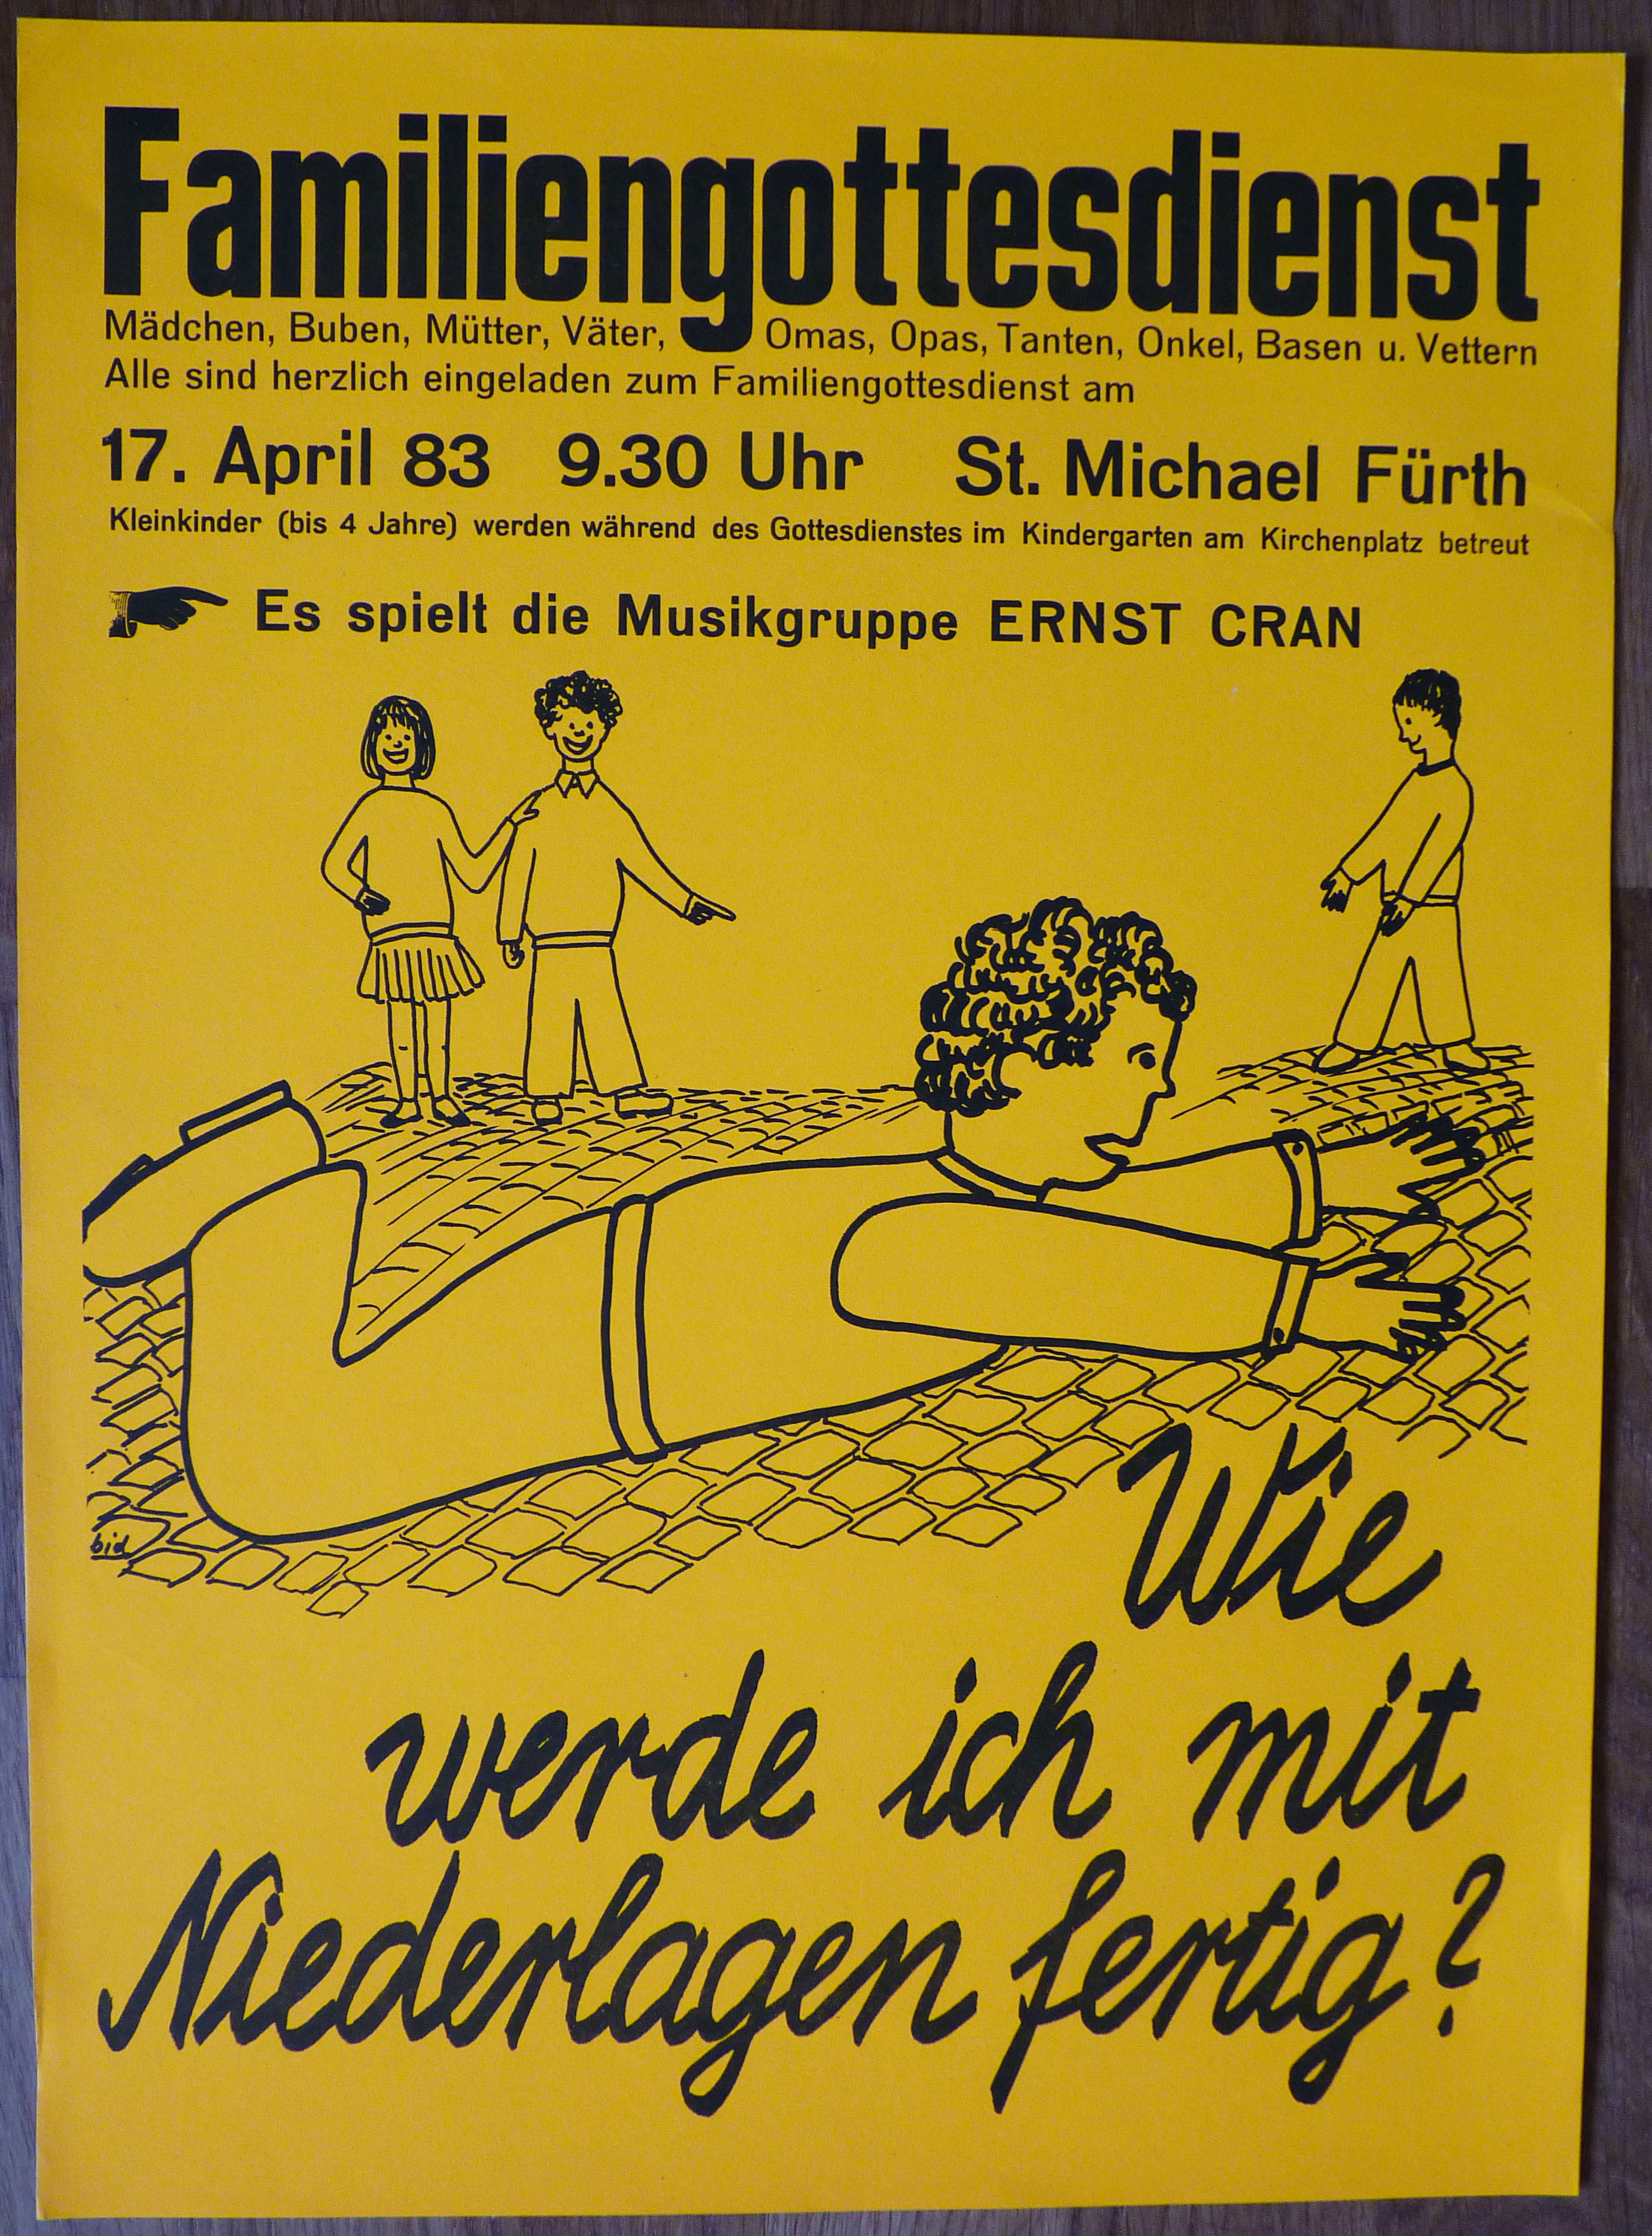 Familiengottesdienst
Mädchen, Buben, Mütter, Väter, Omas, Opas, Tanten, Onkel, Basen u. Vettern
Alle sind herzlich eingeladen zum Familiengottesdienst am
17. April 83 9.30 Uhr St. Michael Fürth
Kleinkinder (bis 4 Jahre) werden während des Gottesdienstes im Kindergarten am Kirchenplatz betreut
Es spielt die Musikgruppe ERNST CRAN
bid
Wie
werde ich mit
Niederlagen fertig?